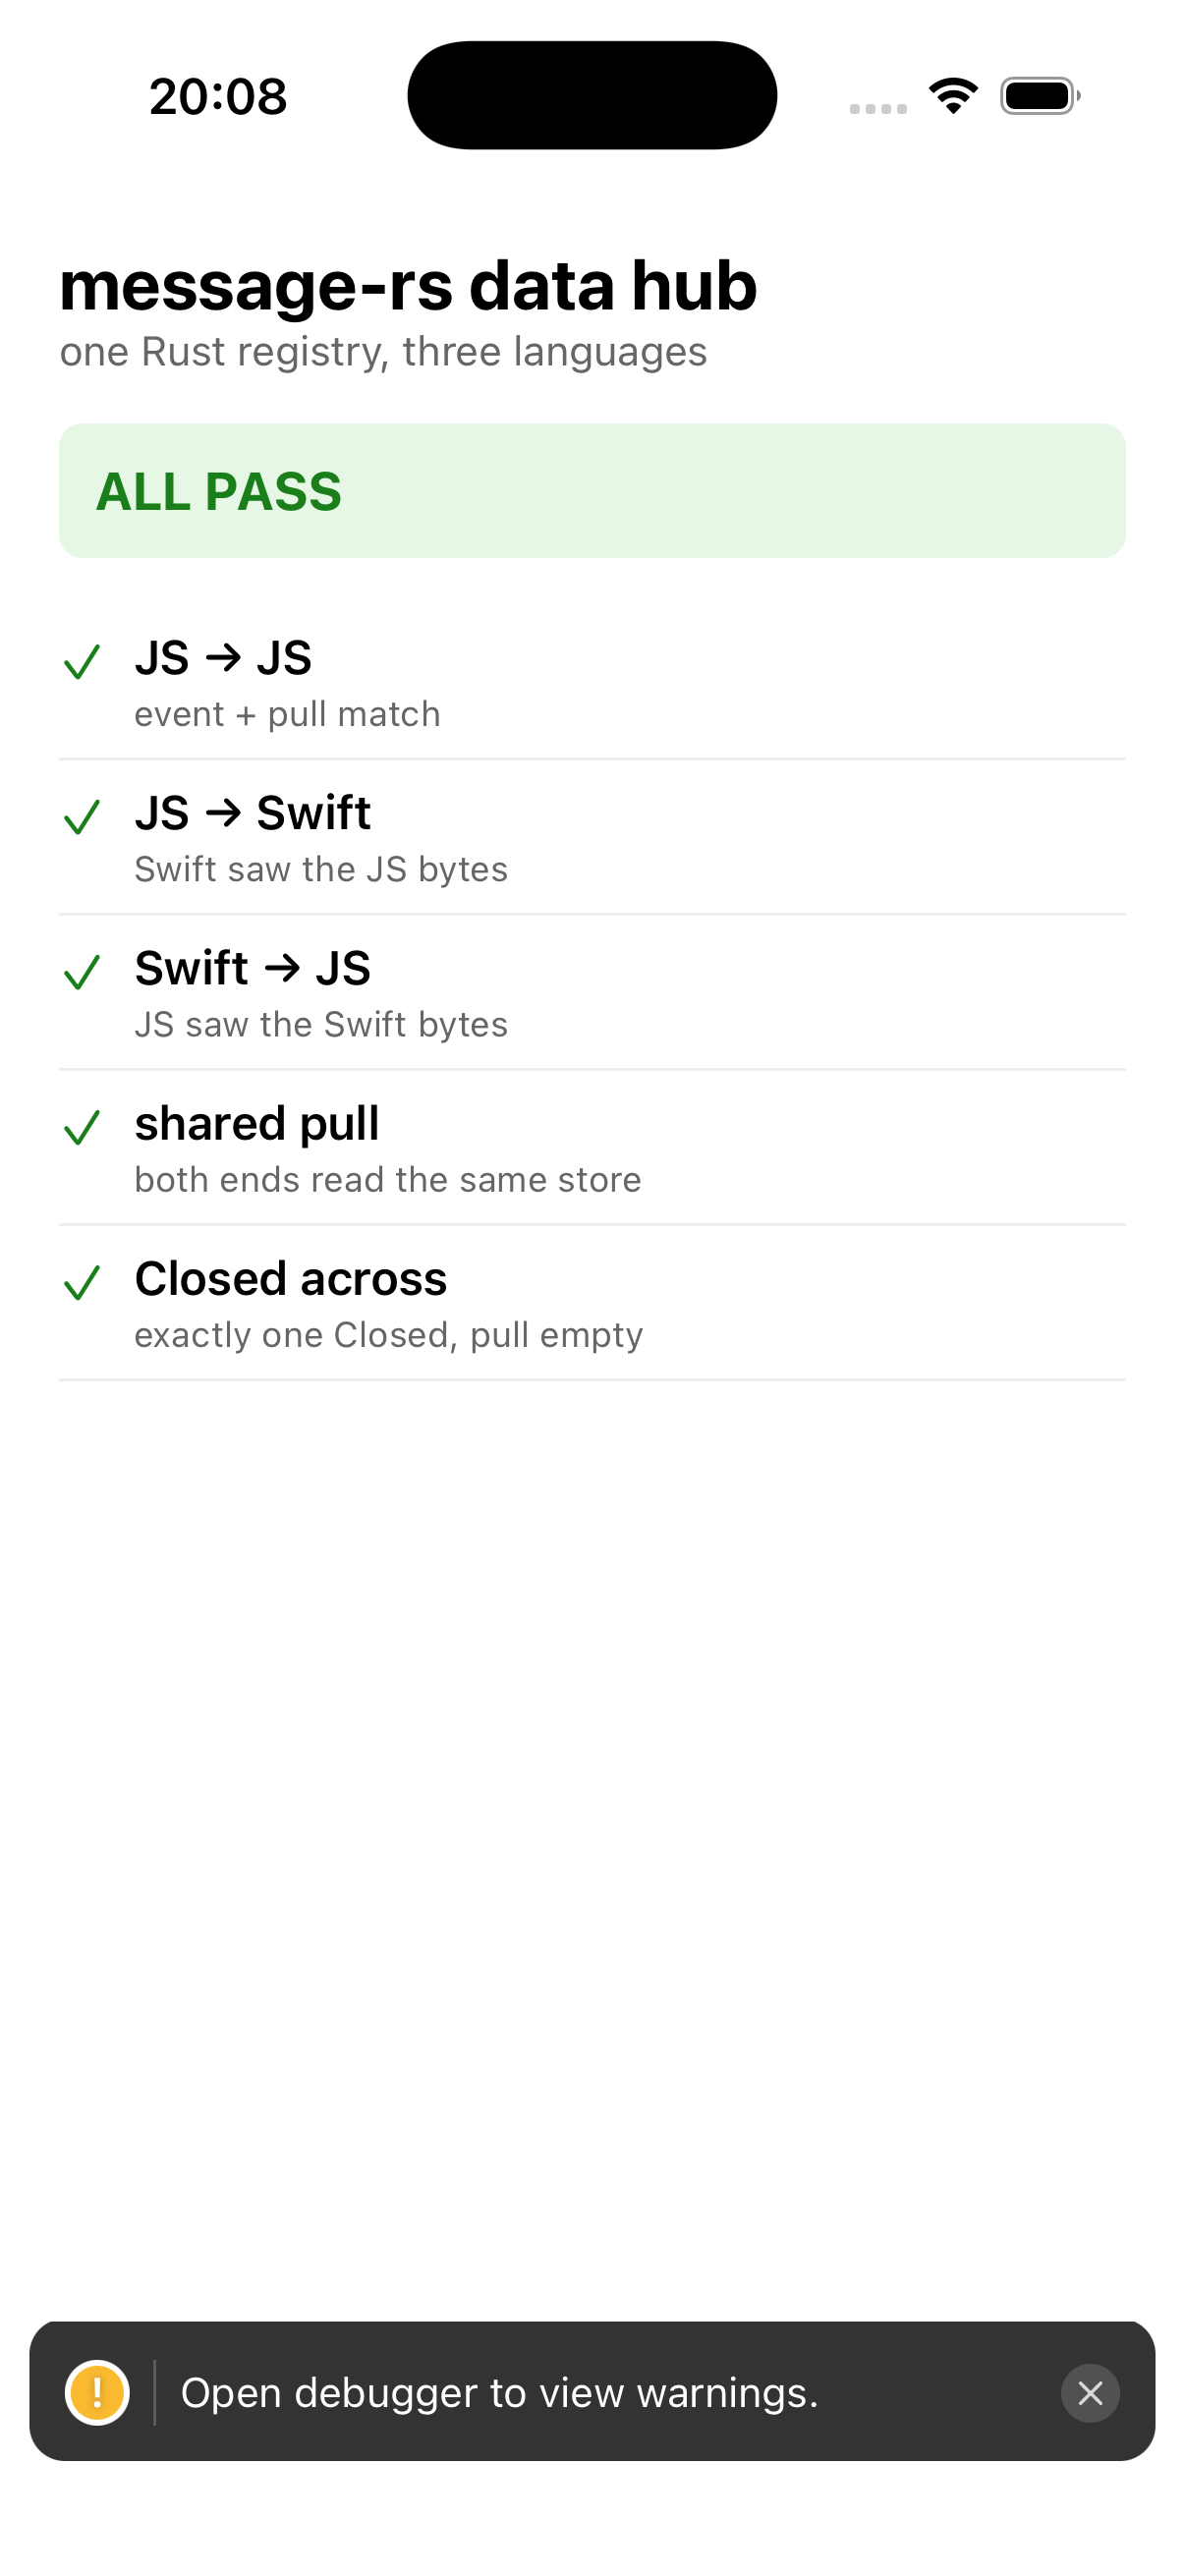 20:08
message-rs data hub
one Rust registry, three languages
ALL PASS
✓ JS → JS
event + pull match
✓ JS → Swift
Swift saw the JS bytes
✓ Swift → JS
JS saw the Swift bytes
✓ shared pull
both ends read the same store
✓ Closed across
exactly one Closed, pull empty
! Open debugger to view warnings.